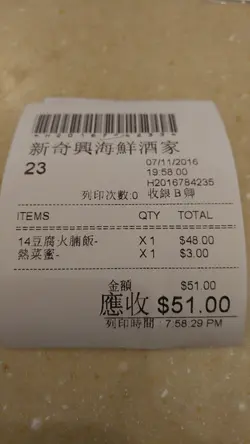 新奇興海鮮酒家
23
07/11/2016
19:58:00
H2016784235
列印次數:0 收銀B卿
ITEMS QTY TOTAL
14豆腐火腩飯- X1 $48.00
熱菜蜜- X1 $3.00
金額 $51.00
應收 $51.00
列印時間：7:58:29 PM